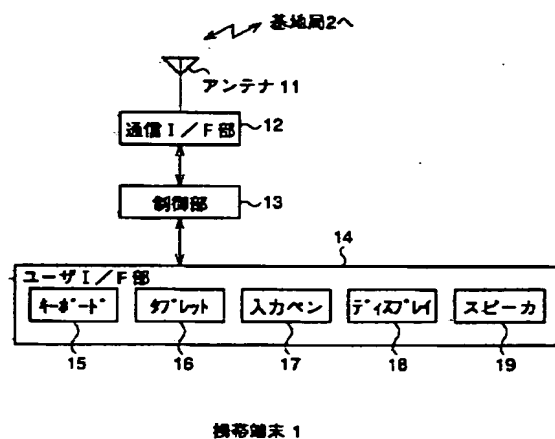 基地局2へ
アンテナ11
通信I/F部 12
制御部 13
14
ユーザI/F部
キーボード タブレット 入力ペン ディスプレイ スピーカ
15 16 17 18 19
携帯端末1